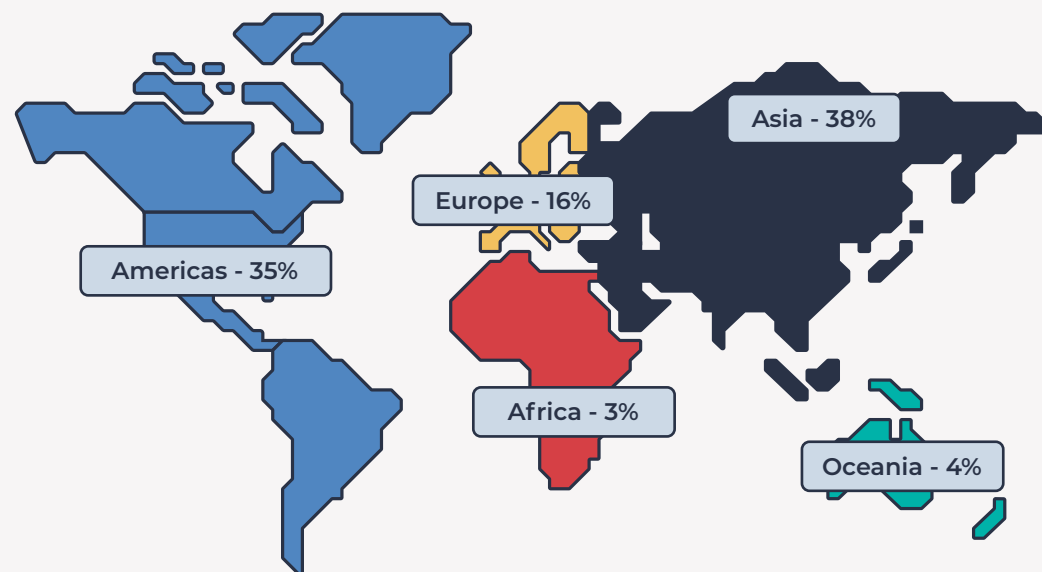 Asia - 38%
Europe - 16%
Americas - 35%
Africa - 3%
Oceania - 4%